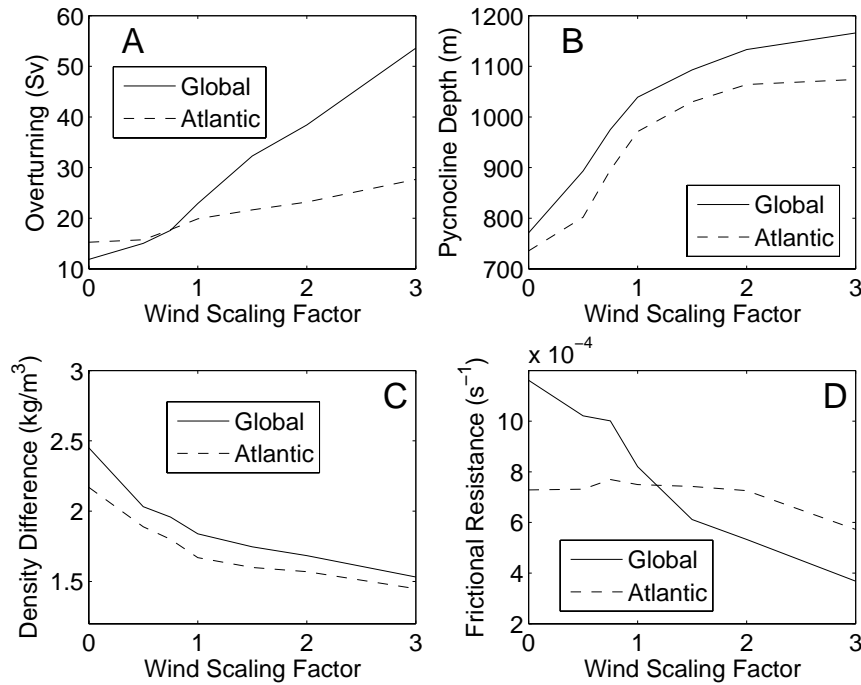 A
Overturning (Sv)
60
50
40
30
20
10
Global
Atlantic
0 1 2 3
Wind Scaling Factor
B
Pycnocline Depth (m)
1200
1100
1000
900
800
700
Global
Atlantic
0 1 2 3
Wind Scaling Factor
C
Density Difference (kg/m³)
3
2.5
2
1.5
Global
Atlantic
0 1 2 3
Wind Scaling Factor
x 10⁻⁴
D
Frictional Resistance (s⁻¹)
10
8
6
4
2
Global
Atlantic
0 1 2 3
Wind Scaling Factor